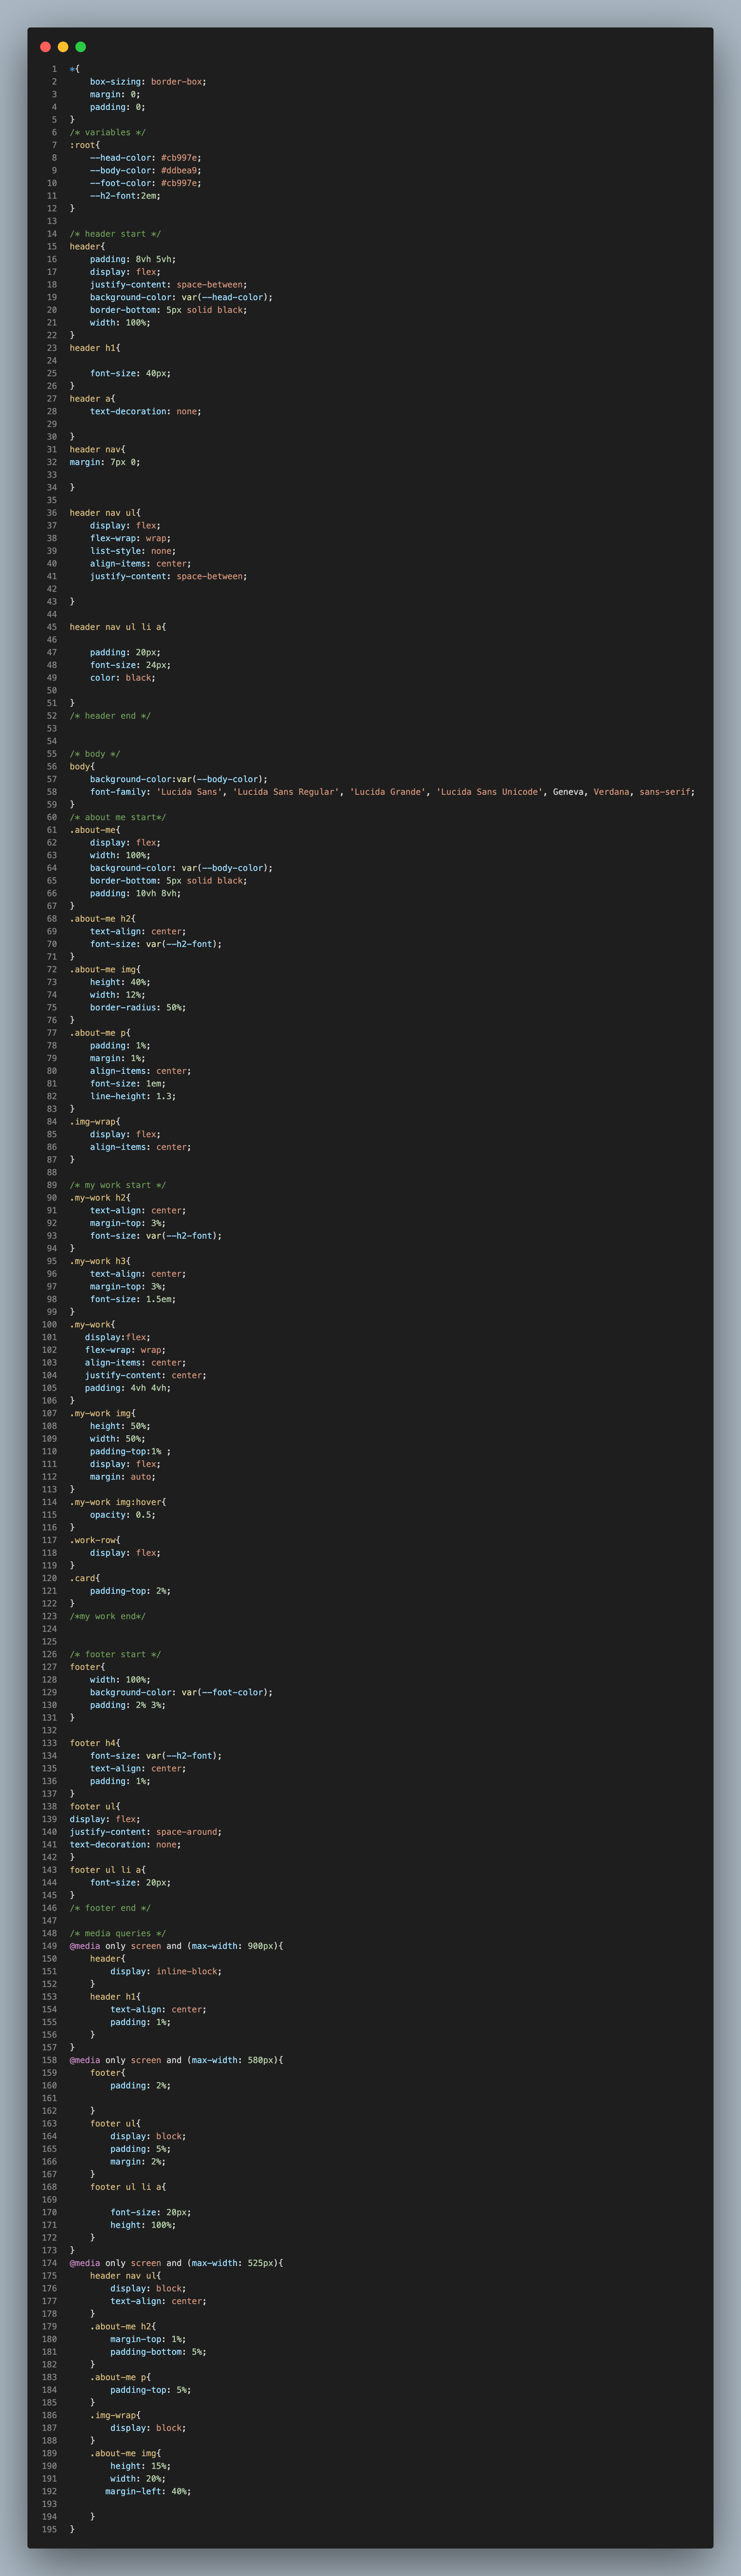 1 *{
2     box-sizing: border-box;
3     margin: 0;
4     padding: 0;
5 }
6 /* variables */
7 :root{
8     --head-color: #cb997e;
9     --body-color: #ddbea9;
10     --foot-color: #cb997e;
11     --h2-font:2em;
12 }
13
14 /* header start */
15 header{
16     padding: 8vh 5vh;
17     display: flex;
18     justify-content: space-between;
19     background-color: var(--head-color);
20     border-bottom: 5px solid black;
21     width: 100%;
22 }
23 header h1{
24
25     font-size: 40px;
26 }
27 header a{
28     text-decoration: none;
29
30 }
31 header nav{
32 margin: 7px 0;
33
34 }
35
36 header nav ul{
37     display: flex;
38     flex-wrap: wrap;
39     list-style: none;
40     align-items: center;
41     justify-content: space-between;
42
43 }
44
45 header nav ul li a{
46
47     padding: 20px;
48     font-size: 24px;
49     color: black;
50
51 }
52 /* header end */
53
54
55 /* body */
56 body{
57     background-color:var(--body-color);
58     font-family: 'Lucida Sans', 'Lucida Sans Regular', 'Lucida Grande', 'Lucida Sans Unicode', Geneva, Verdana, sans-serif;
59 }
60 /* about me start*/
61 .about-me{
62     display: flex;
63     width: 100%;
64     background-color: var(--body-color);
65     border-bottom: 5px solid black;
66     padding: 10vh 8vh;
67 }
68 .about-me h2{
69     text-align: center;
70     font-size: var(--h2-font);
71 }
72 .about-me img{
73     height: 40%;
74     width: 12%;
75     border-radius: 50%;
76 }
77 .about-me p{
78     padding: 1%;
79     margin: 1%;
80     align-items: center;
81     font-size: 1em;
82     line-height: 1.3;
83 }
84 .img-wrap{
85     display: flex;
86     align-items: center;
87 }
88
89 /* my work start */
90 .my-work h2{
91     text-align: center;
92     margin-top: 3%;
93     font-size: var(--h2-font);
94 }
95 .my-work h3{
96     text-align: center;
97     margin-top: 3%;
98     font-size: 1.5em;
99 }
100 .my-work{
101    display:flex;
102    flex-wrap: wrap;
103    align-items: center;
104    justify-content: center;
105    padding: 4vh 4vh;
106 }
107 .my-work img{
108     height: 50%;
109     width: 50%;
110     padding-top:1% ;
111     display: flex;
112     margin: auto;
113 }
114 .my-work img:hover{
115     opacity: 0.5;
116 }
117 .work-row{
118     display: flex;
119 }
120 .card{
121     padding-top: 2%;
122 }
123 /*my work end*/
124
125
126 /* footer start */
127 footer{
128     width: 100%;
129     background-color: var(--foot-color);
130     padding: 2% 3%;
131 }
132
133 footer h4{
134     font-size: var(--h2-font);
135     text-align: center;
136     padding: 1%;
137 }
138 footer ul{
139 display: flex;
140 justify-content: space-around;
141 text-decoration: none;
142 }
143 footer ul li a{
144     font-size: 20px;
145 }
146 /* footer end */
147
148 /* media queries */
149 @media only screen and (max-width: 900px){
150     header{
151         display: inline-block;
152     }
153     header h1{
154         text-align: center;
155         padding: 1%;
156     }
157 }
158 @media only screen and (max-width: 580px){
159     footer{
160         padding: 2%;
161
162     }
163     footer ul{
164         display: block;
165         padding: 5%;
166         margin: 2%;
167     }
168     footer ul li a{
169
170         font-size: 20px;
171         height: 100%;
172     }
173 }
174 @media only screen and (max-width: 525px){
175     header nav ul{
176         display: block;
177         text-align: center;
178     }
179     .about-me h2{
180         margin-top: 1%;
181         padding-bottom: 5%;
182     }
183     .about-me p{
184         padding-top: 5%;
185     }
186     .img-wrap{
187         display: block;
188     }
189     .about-me img{
190         height: 15%;
191         width: 20%;
192        margin-left: 40%;
193
194     }
195 }